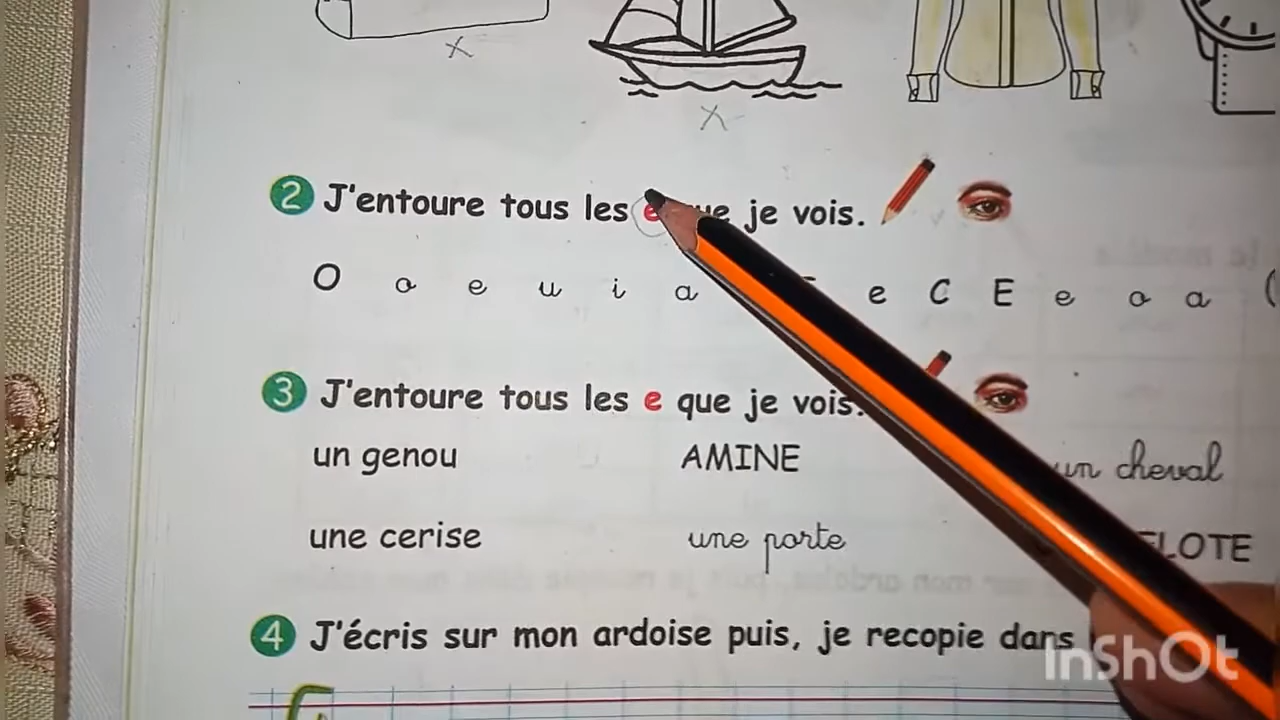 2 J'entoure tous les e que je vois.
O o e u i a e C E e o a
3 J'entoure tous les e que je vois.
un genou AMINE un cheval
une cerise une porte
4 J'écris sur mon ardoise puis, je recopie dans
InShOt